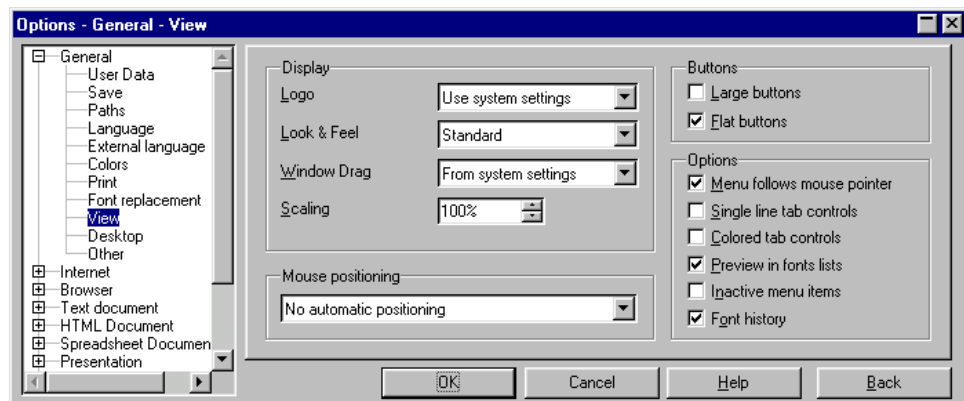 Options - General - View
General
User Data
Save
Paths
Language
External language
Colors
Print
Font replacement
View
Desktop
Other
Internet
Browser
Text document
HTML Document
Spreadsheet Documen
Presentation
Display
Logo
Use system settings
Look & Feel
Standard
Window Drag
From system settings
Scaling
100%
Mouse positioning
No automatic positioning
Buttons
Large buttons
Flat buttons
Options
Menu follows mouse pointer
Single line tab controls
Colored tab controls
Preview in fonts lists
Inactive menu items
Font history
OK
Cancel
Help
Back